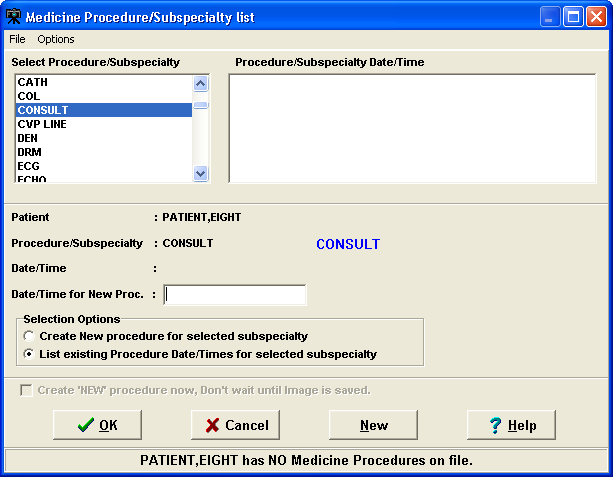 Medicine Procedure/Subspecialty list
File Options
Select Procedure/Subspecialty Procedure/Subspecialty Date/Time
CATH
COL
CONSULT
CVP LINE
DEN
DRM
ECG
ECHO
Patient : PATIENT,EIGHT
Procedure/Subspecialty : CONSULT CONSULT
Date/Time :
Date/Time for New Proc. :
Selection Options
Create New procedure for selected subspecialty
List existing Procedure Date/Times for selected subspecialty
Create 'NEW' procedure now, Don't wait until Image is saved.
OK Cancel New Help
PATIENT,EIGHT has NO Medicine Procedures on file.